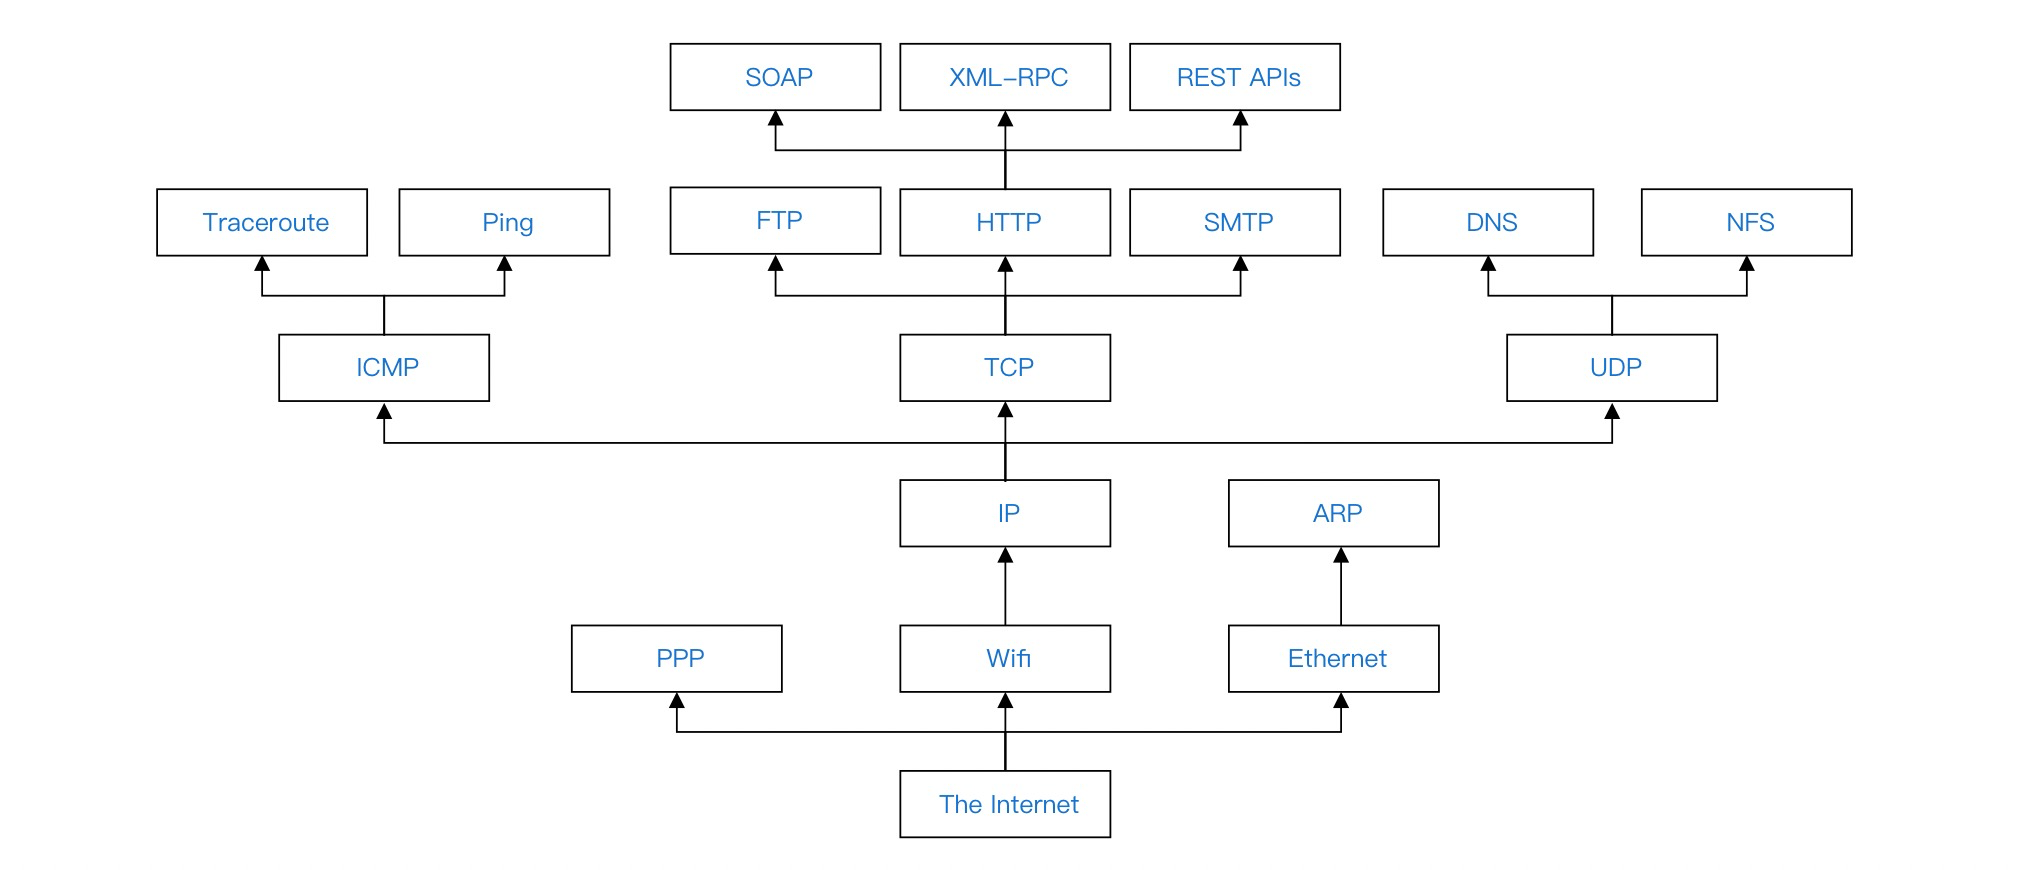 SOAP
XML-RPC
REST APIs
Traceroute
Ping
FTP
HTTP
SMTP
DNS
NFS
ICMP
TCP
UDP
IP
ARP
PPP
Wifi
Ethernet
The Internet